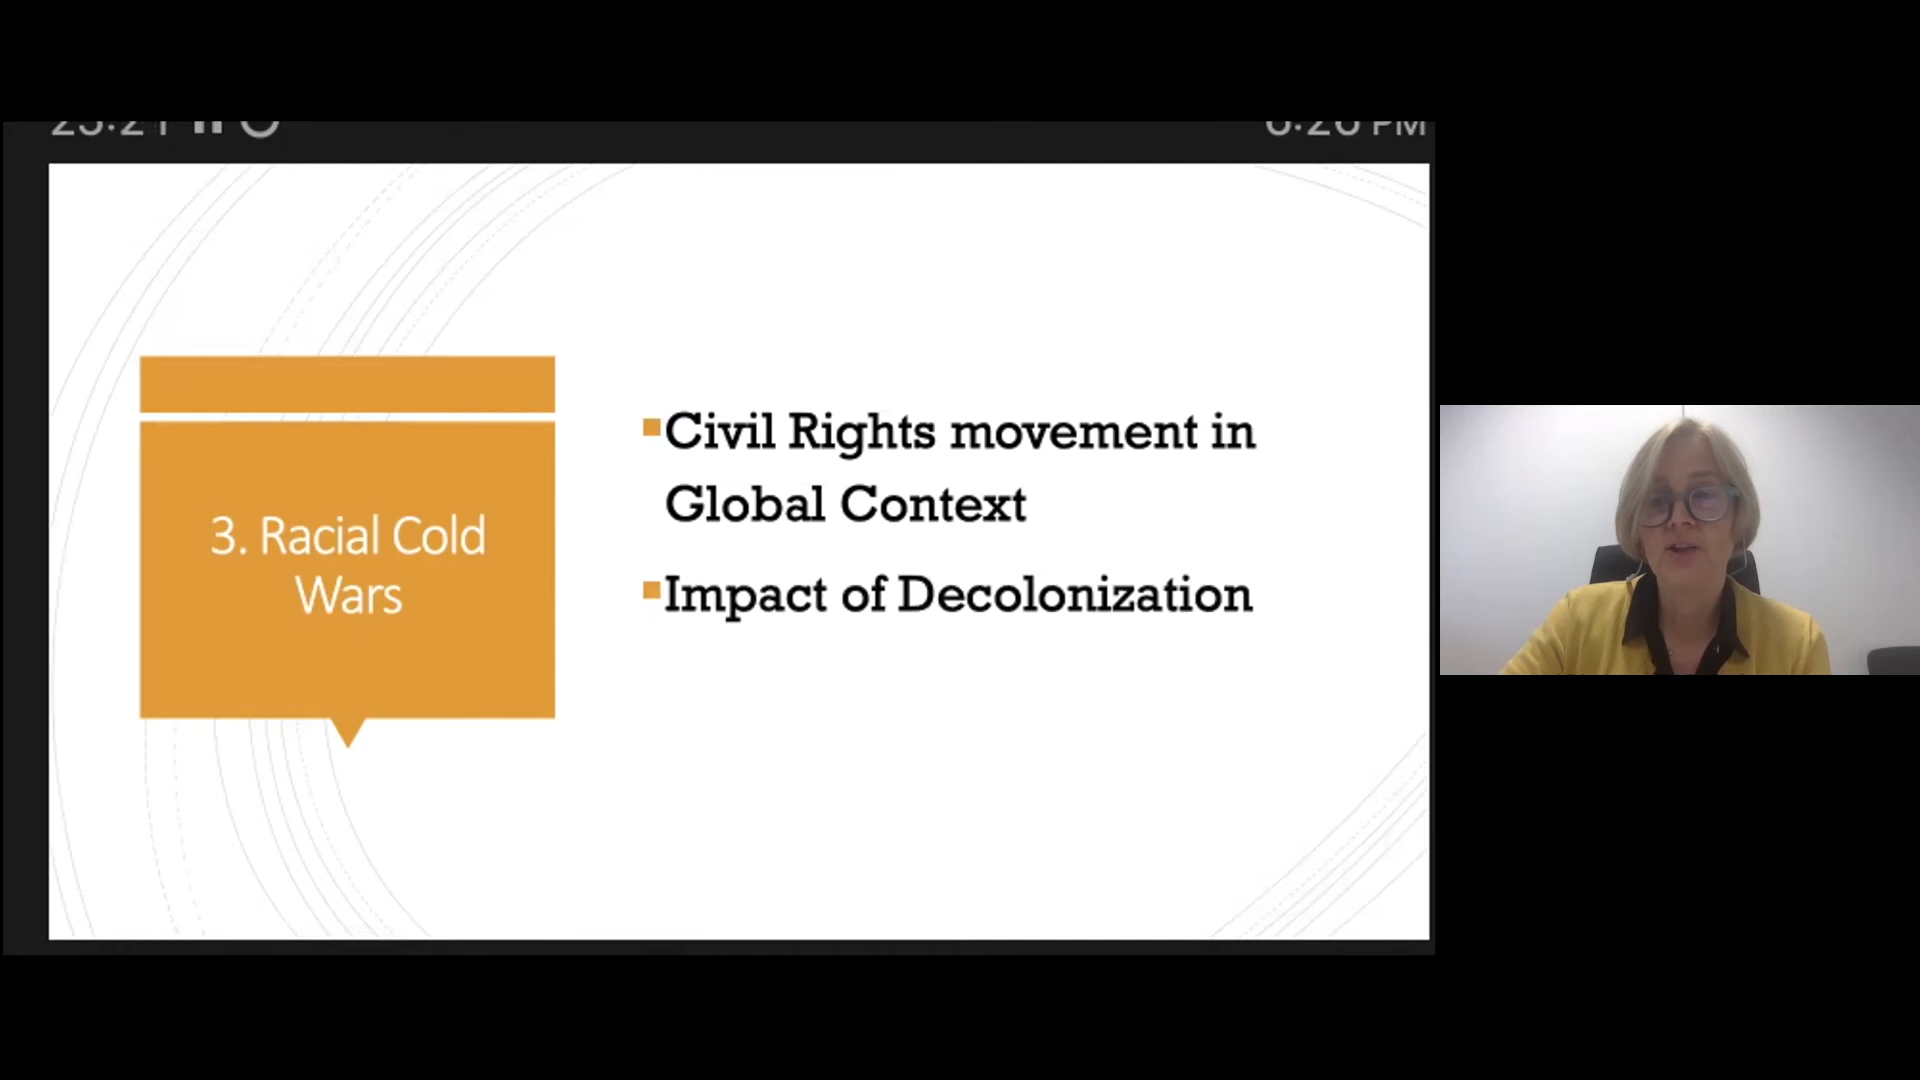 3. Racial Cold
Wars
Civil Rights movement in
Global Context
Impact of Decolonization